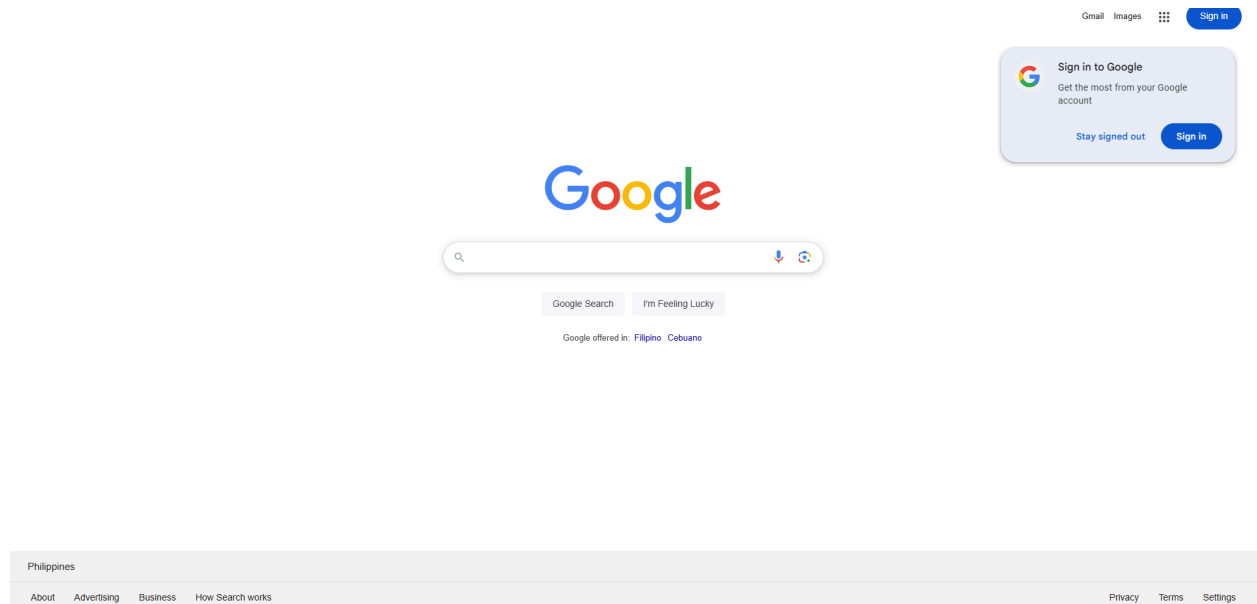 Gmail Images Sign in
Sign in to Google
Get the most from your Google
account
Stay signed out Sign in
Google
Google Search I'm Feeling Lucky
Google offered in: Filipino Cebuano
Philippines
About Advertising Business How Search works Privacy Terms Settings